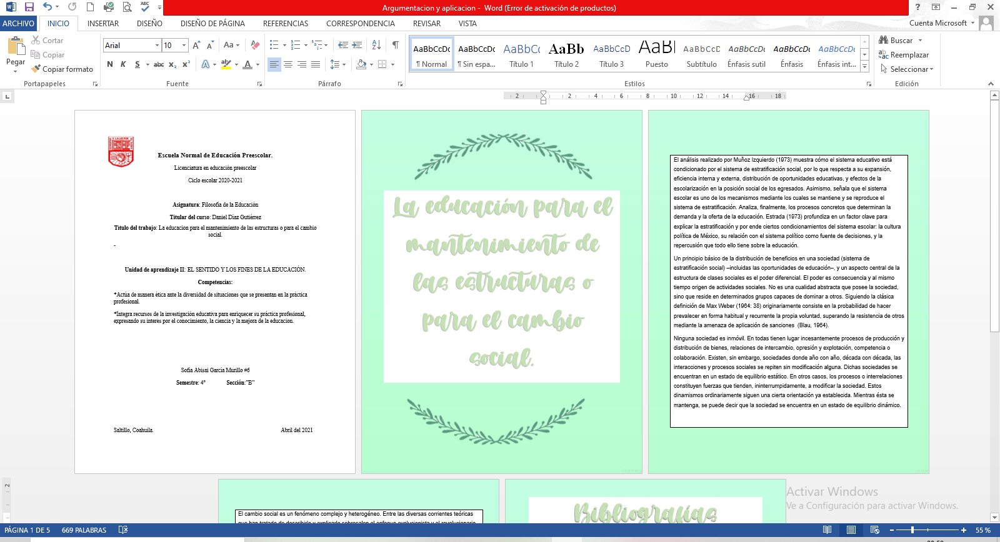 Argumentacion y aplicacion - Word (Error de activación de productos)
ARCHIVO INICIO INSERTAR DISEÑO DISEÑO DE PÁGINA REFERENCIAS CORRESPONDENCIA REVISAR VISTA Cuenta Microsoft
Pegar
Cortar
Copiar
Copiar formato
Portapapeles
Arial 10
N K S abc x₂ x²
Fuente
Párrafo
AaBbCcDc AaBbCcDc AaBbCc AaBb AaBbCcD AaBl AaBbCcD AaBbCcDc AaBbCcDc AaBbCcDc
¶ Normal ¶ Sin espa... Título 1 Título 2 Título 3 Puesto Subtítulo Énfasis sutil Énfasis Énfasis int...
Estilos
Buscar
Reemplazar
Seleccionar
Edición
2 2 4 6 8 10 12 14 16 18
Escuela Normal de Educación Preescolar.
Licenciatura en educación preescolar
Ciclo escolar 2020-2021
Asignatura: Filosofía de la Educación
Titular del curso: Daniel Díaz Gutiérrez
Título del trabajo: La educación para el mantenimiento de las estructuras o para el cambio
social.
-
Unidad de aprendizaje II: EL SENTIDO Y LOS FINES DE LA EDUCACIÓN.
Competencias:
*Actúa de manera ética ante la diversidad de situaciones que se presentan en la práctica
profesional.
*Integra recursos de la investigación educativa para enriquecer su práctica profesional,
expresando su interés por el conocimiento, la ciencia y la mejora de la educación.
Sofía Abisai García Murillo #6
Semestre: 4° Sección:"B"
Saltillo, Coahuila. Abril del 2021
La educación para el
mantenimiento de
las estructuras o
para el cambio
social.
El análisis realizado por Muñoz Izquierdo (1973) muestra cómo el sistema educativo está
condicionado por el sistema de estratificación social, por lo que respecta a su expansión,
eficiencia interna y externa, distribución de oportunidades educativas, y efectos de la
escolarización en la posición social de los egresados. Asimismo, señala que el sistema
escolar es uno de los mecanismos mediante los cuales se mantiene y se reproduce el
sistema de estratificación. Analiza, finalmente, los procesos concretos que determinan la
demanda y la oferta de la educación. Estrada (1973) profundiza en un factor clave para
explicar la estratificación y por ende ciertos condicionamientos del sistema escolar: la cultura
política de México, su relación con el sistema político como fuente de decisiones, y la
repercusión que todo ello tiene sobre la educación.
Un principio básico de la distribución de beneficios en una sociedad (sistema de
estratificación social) –incluidas las oportunidades de educación–, y un aspecto central de la
estructura de clases sociales es el poder diferencial. El poder es consecuencia y al mismo
tiempo origen de actividades sociales. No es una cualidad abstracta que posee la sociedad,
sino que reside en determinados grupos capaces de dominar a otros. Siguiendo la clásica
definición de Max Weber (1964: 38) originariamente consiste en la probabilidad de hacer
prevalecer en forma habitual y recurrente la propia voluntad, superando la resistencia de otros
mediante la amenaza de aplicación de sanciones (Blau, 1964).
Ninguna sociedad es inmóvil. En todas tienen lugar incesantemente procesos de producción y
distribución de bienes, relaciones de intercambio, opresión y explotación, competencia o
colaboración. Existen, sin embargo, sociedades donde año con año, década con década, las
interacciones y procesos sociales se repiten sin modificación alguna. Dichas sociedades se
encuentran en un estado de equilibrio estático. En otros casos, los procesos o interrelaciones
constituyen fuerzas que tienden, ininterrumpidamente, a modificar la sociedad. Estos
dinamismos ordinariamente siguen una cierta orientación ya establecida. Mientras ésta se
mantenga, se puede decir que la sociedad se encuentra en un estado de equilibrio dinámico.
El cambio social es un fenómeno complejo y heterogéneo. Entre las diversas corrientes teóricas
que han tratado de describirlo y explicarlo sobresalen el enfoque evolucionista y el revolucionario
Bibliografías
Activar Windows
Ve a Configuración para activar Windows.
PÁGINA 1 DE 5 669 PALABRAS 55 %